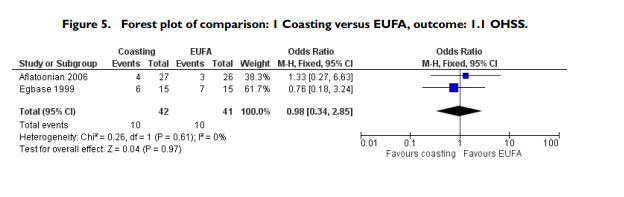 Figure 5. Forest plot of comparison: 1 Coasting versus EUFA, outcome: 1.1 OHSS.
Coasting EUFA Odds Ratio Odds Ratio
Study or Subgroup Events Total Events Total Weight M-H, Fixed, 95% CI M-H, Fixed, 95% CI
Aflatoonian 2006 4 27 3 26 38.3% 1.33 [0.27, 6.63]
Egbase 1999 6 15 7 15 61.7% 0.76 [0.18, 3.24]
Total (95% CI) 42 41 100.0% 0.98 [0.34, 2.85]
Total events 10 10
Heterogeneity: Chi² = 0.26, df = 1 (P = 0.61); I² = 0%
Test for overall effect: Z = 0.04 (P = 0.97)
0.01 0.1 1 10 100
Favours coasting Favours EUFA